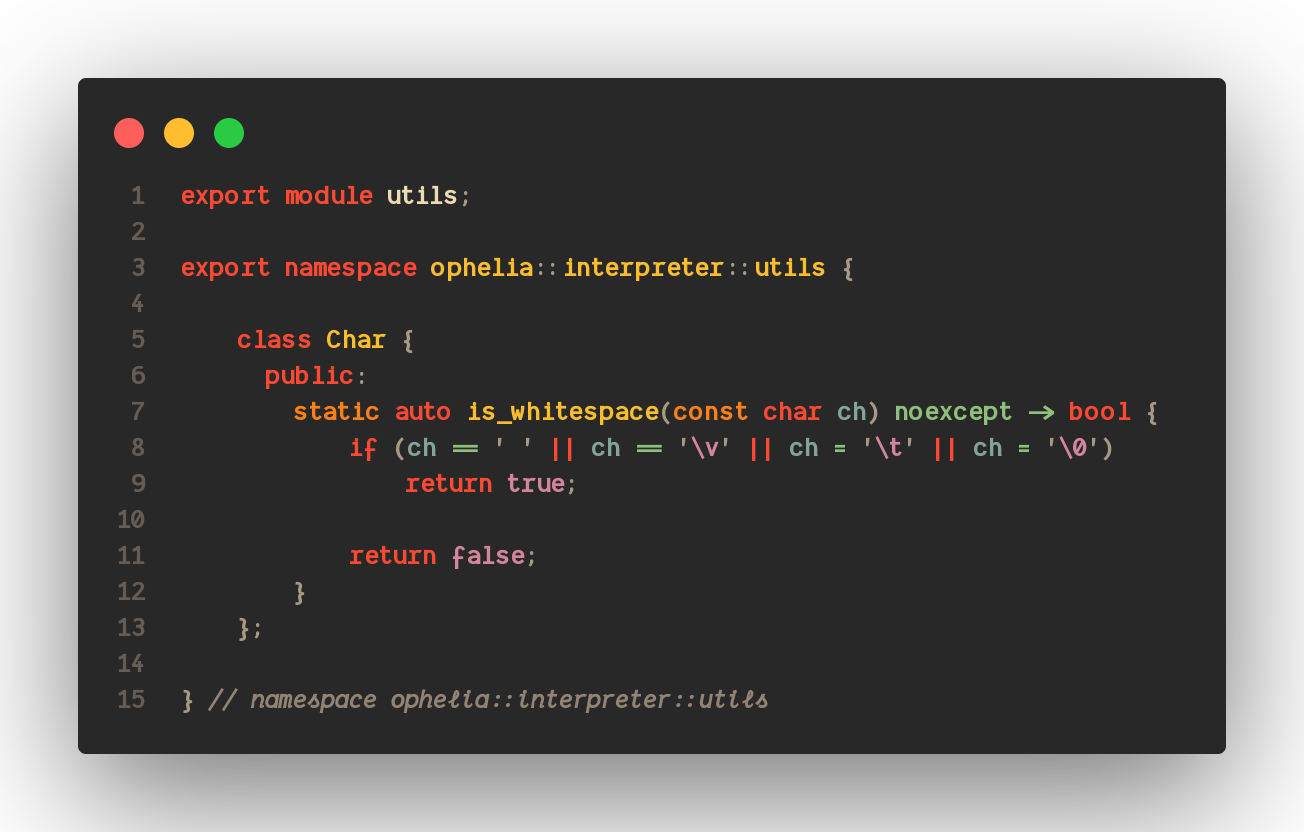 1 export module utils;
2
3 export namespace ophelia::interpreter::utils {
4
5     class Char {
6       public:
7         static auto is_whitespace(const char ch) noexcept -> bool {
8             if (ch == ' ' || ch == '\v' || ch = '\t' || ch = '\0')
9                 return true;
10
11             return false;
12         }
13     };
14
15 } // namespace ophelia::interpreter::utils